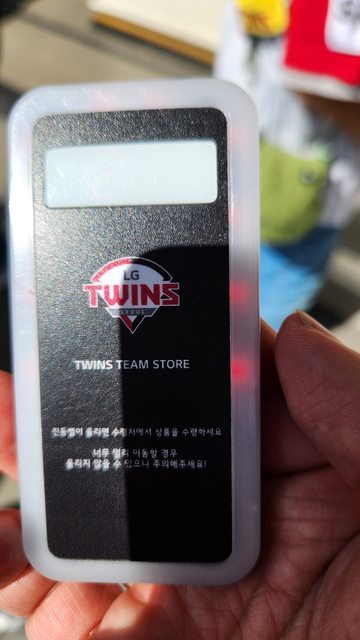 LG
TWINS
SEOUL
TWINS TEAM STORE
진동벨이 울리면 수령처에서 상품을 수령하세요
너무 멀리 이동할 경우
울리지 않을 수 있으니 주의해주세요!